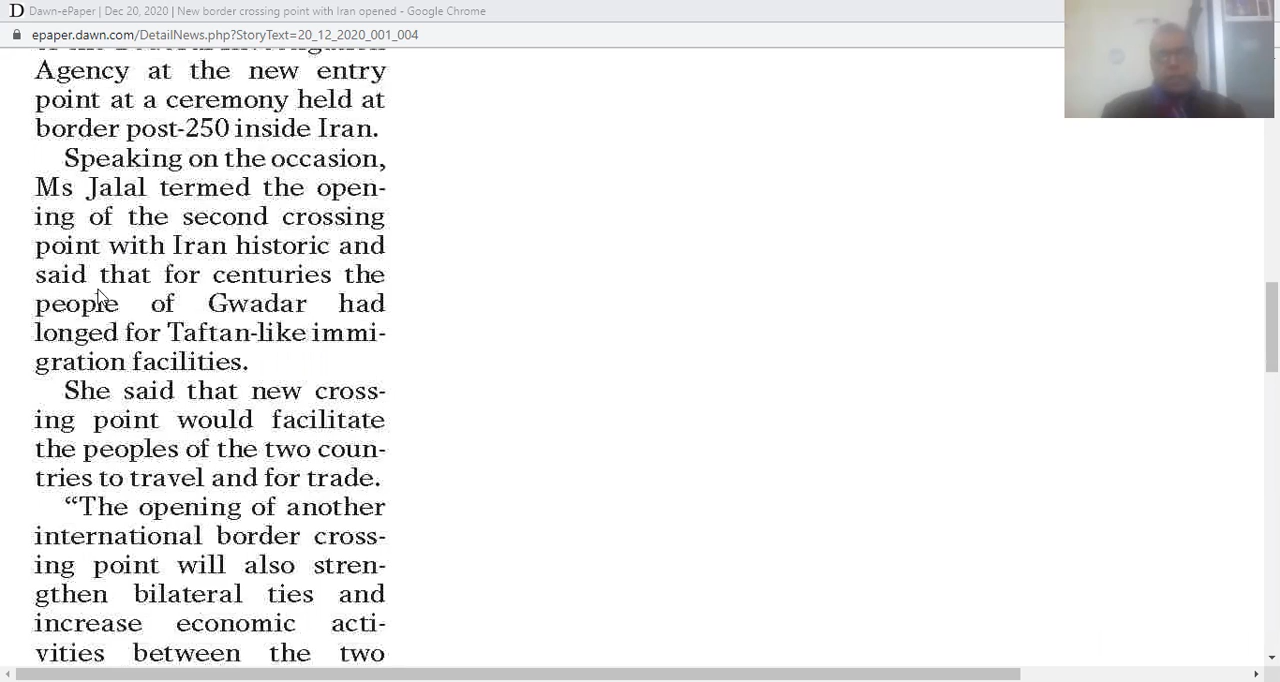 D Dawn-ePaper | Dec 20, 2020 | New border crossing point with Iran opened - Google Chrome
epaper.dawn.com/DetailNews.php?StoryText=20_12_2020_001_004
Agency at the new entry
point at a ceremony held at
border post-250 inside Iran.
Speaking on the occasion,
Ms Jalal termed the open-
ing of the second crossing
point with Iran historic and
said that for centuries the
people of Gwadar had
longed for Taftan-like immi-
gration facilities.
She said that new cross-
ing point would facilitate
the peoples of the two coun-
tries to travel and for trade.
“The opening of another
international border cross-
ing point will also stren-
gthen bilateral ties and
increase economic acti-
vities between the two